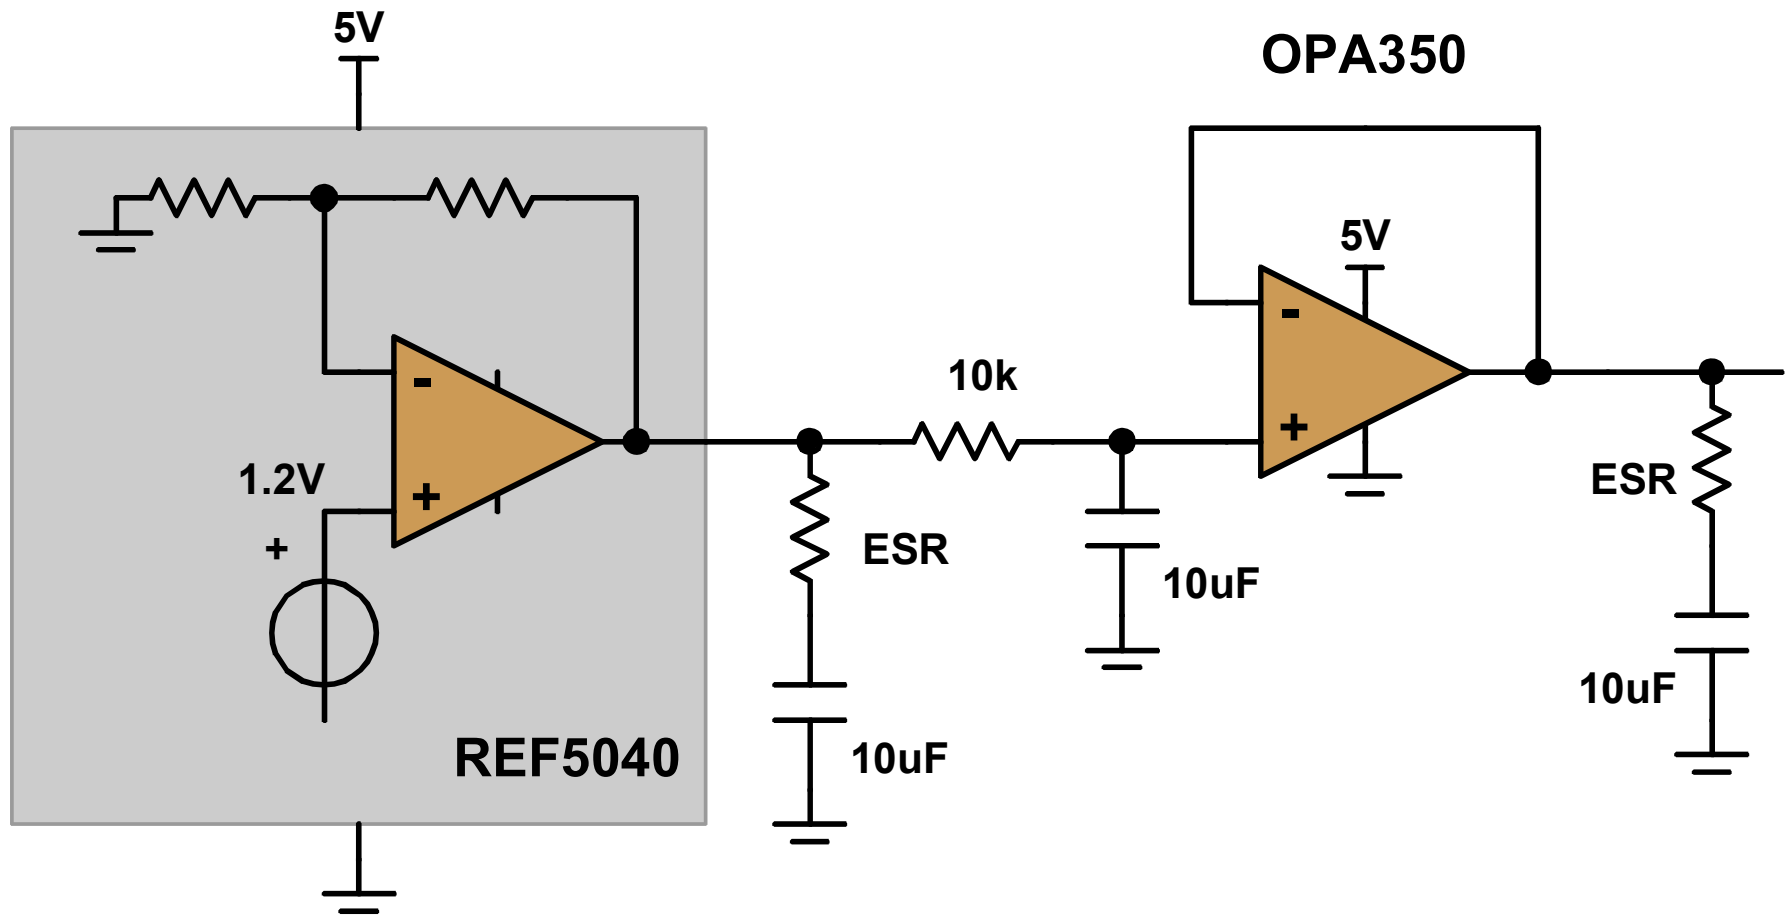 5V
OPA350
5V
-
10k
-
+
1.2V
+
+
ESR
ESR
10uF
10uF
REF5040
10uF